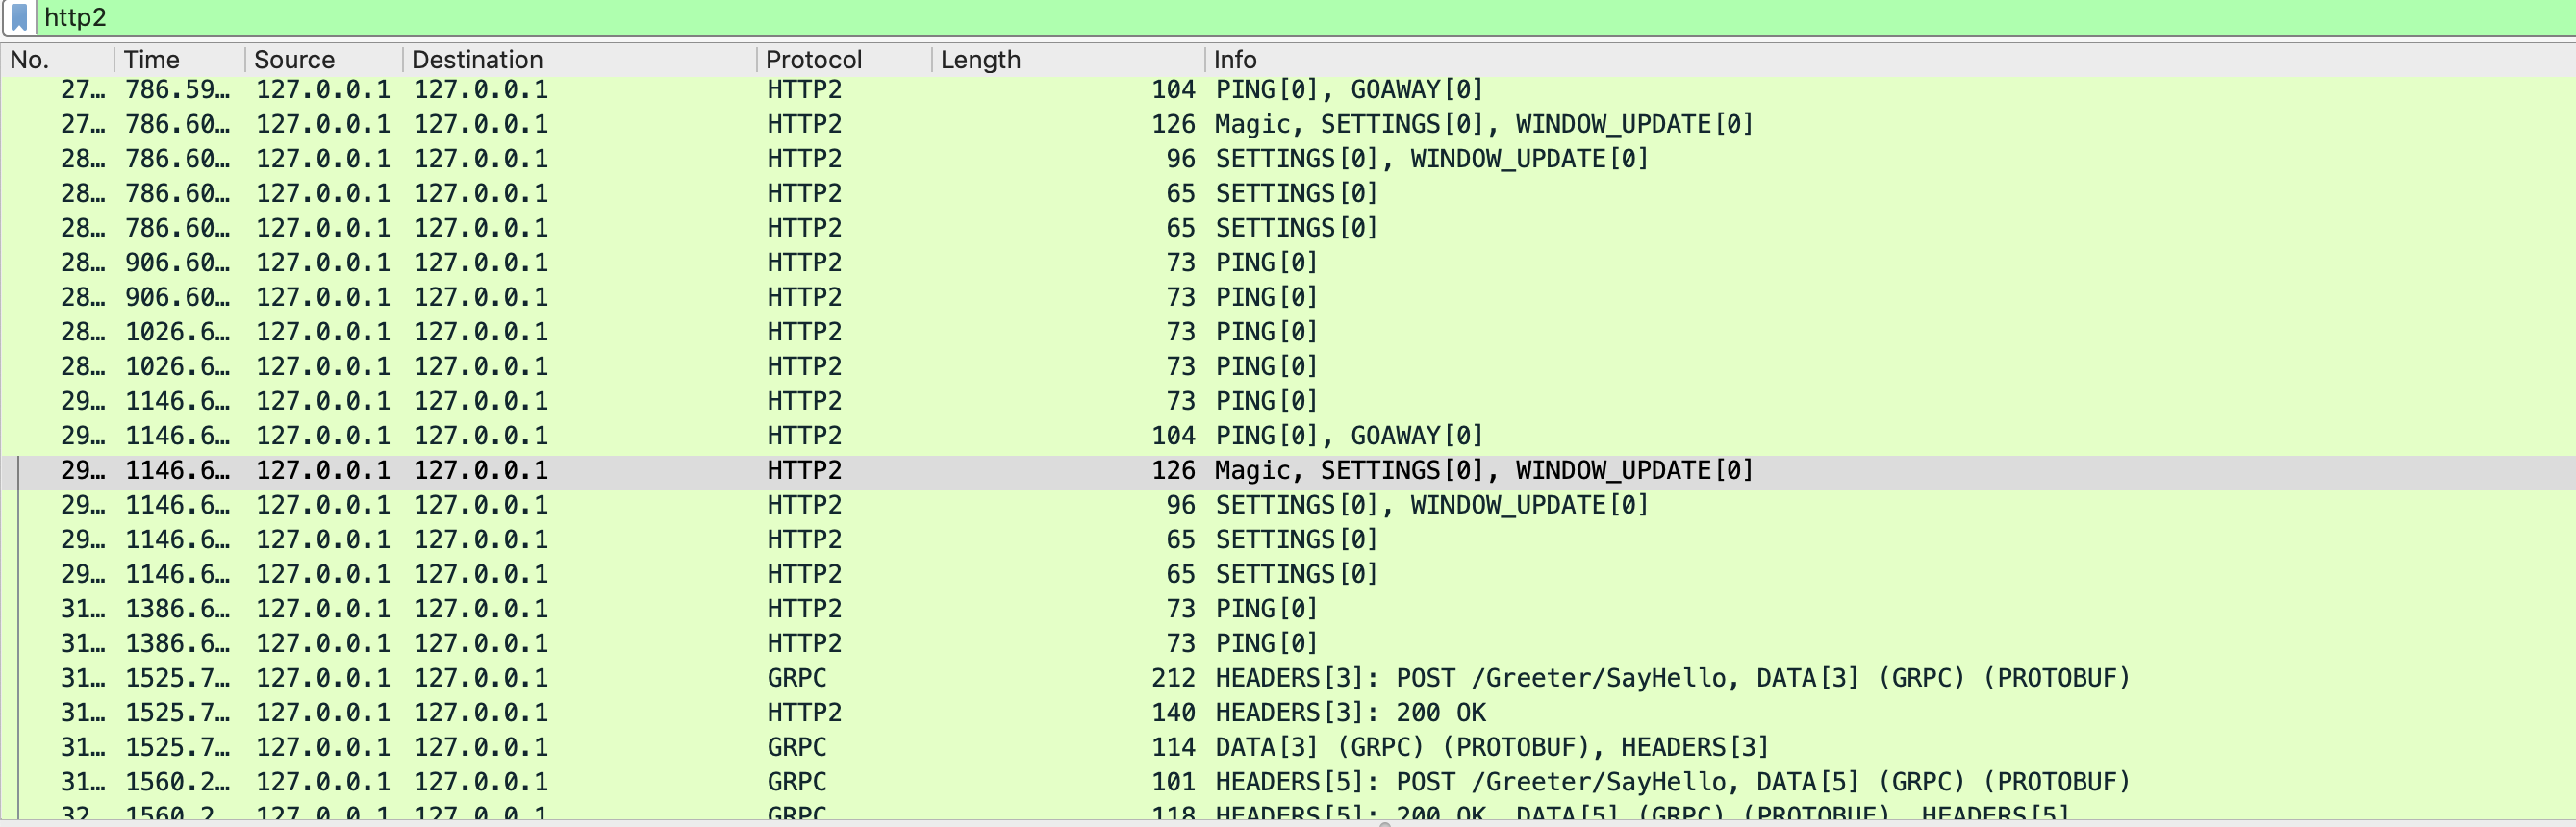 http2
No. Time Source Destination Protocol Length Info
27… 786.59… 127.0.0.1 127.0.0.1 HTTP2 104 PING[0], GOAWAY[0]
27… 786.60… 127.0.0.1 127.0.0.1 HTTP2 126 Magic, SETTINGS[0], WINDOW_UPDATE[0]
28… 786.60… 127.0.0.1 127.0.0.1 HTTP2 96 SETTINGS[0], WINDOW_UPDATE[0]
28… 786.60… 127.0.0.1 127.0.0.1 HTTP2 65 SETTINGS[0]
28… 786.60… 127.0.0.1 127.0.0.1 HTTP2 65 SETTINGS[0]
28… 906.60… 127.0.0.1 127.0.0.1 HTTP2 73 PING[0]
28… 906.60… 127.0.0.1 127.0.0.1 HTTP2 73 PING[0]
28… 1026.6… 127.0.0.1 127.0.0.1 HTTP2 73 PING[0]
28… 1026.6… 127.0.0.1 127.0.0.1 HTTP2 73 PING[0]
29… 1146.6… 127.0.0.1 127.0.0.1 HTTP2 73 PING[0]
29… 1146.6… 127.0.0.1 127.0.0.1 HTTP2 104 PING[0], GOAWAY[0]
29… 1146.6… 127.0.0.1 127.0.0.1 HTTP2 126 Magic, SETTINGS[0], WINDOW_UPDATE[0]
29… 1146.6… 127.0.0.1 127.0.0.1 HTTP2 96 SETTINGS[0], WINDOW_UPDATE[0]
29… 1146.6… 127.0.0.1 127.0.0.1 HTTP2 65 SETTINGS[0]
29… 1146.6… 127.0.0.1 127.0.0.1 HTTP2 65 SETTINGS[0]
31… 1386.6… 127.0.0.1 127.0.0.1 HTTP2 73 PING[0]
31… 1386.6… 127.0.0.1 127.0.0.1 HTTP2 73 PING[0]
31… 1525.7… 127.0.0.1 127.0.0.1 GRPC 212 HEADERS[3]: POST /Greeter/SayHello, DATA[3] (GRPC) (PROTOBUF)
31… 1525.7… 127.0.0.1 127.0.0.1 HTTP2 140 HEADERS[3]: 200 OK
31… 1525.7… 127.0.0.1 127.0.0.1 GRPC 114 DATA[3] (GRPC) (PROTOBUF), HEADERS[3]
31… 1560.2… 127.0.0.1 127.0.0.1 GRPC 101 HEADERS[5]: POST /Greeter/SayHello, DATA[5] (GRPC) (PROTOBUF)
32… 1560.2… 127.0.0.1 127.0.0.1 GRPC 118 HEADERS[5]: 200 OK, DATA[5] (GRPC) (PROTOBUF), HEADERS[5]